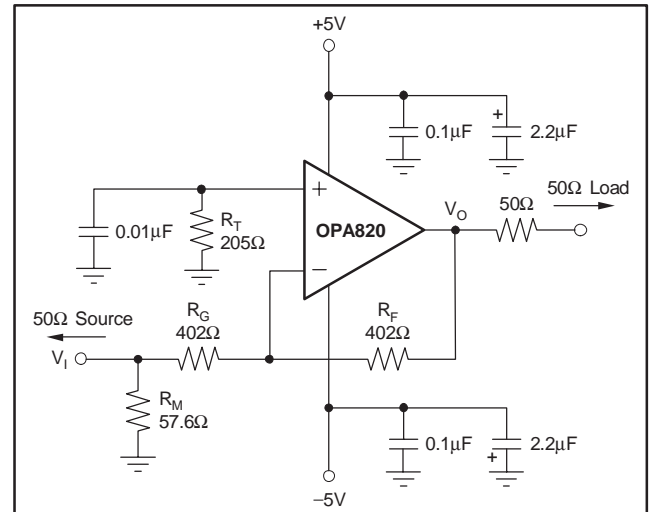 +5V
0.1µF
+
2.2µF
+
OPA820
−
0.01µF
R_T
205Ω
V_O
50Ω
50Ω Load
50Ω Source
V_I
R_G
402Ω
R_F
402Ω
R_M
57.6Ω
0.1µF
+
2.2µF
−5V